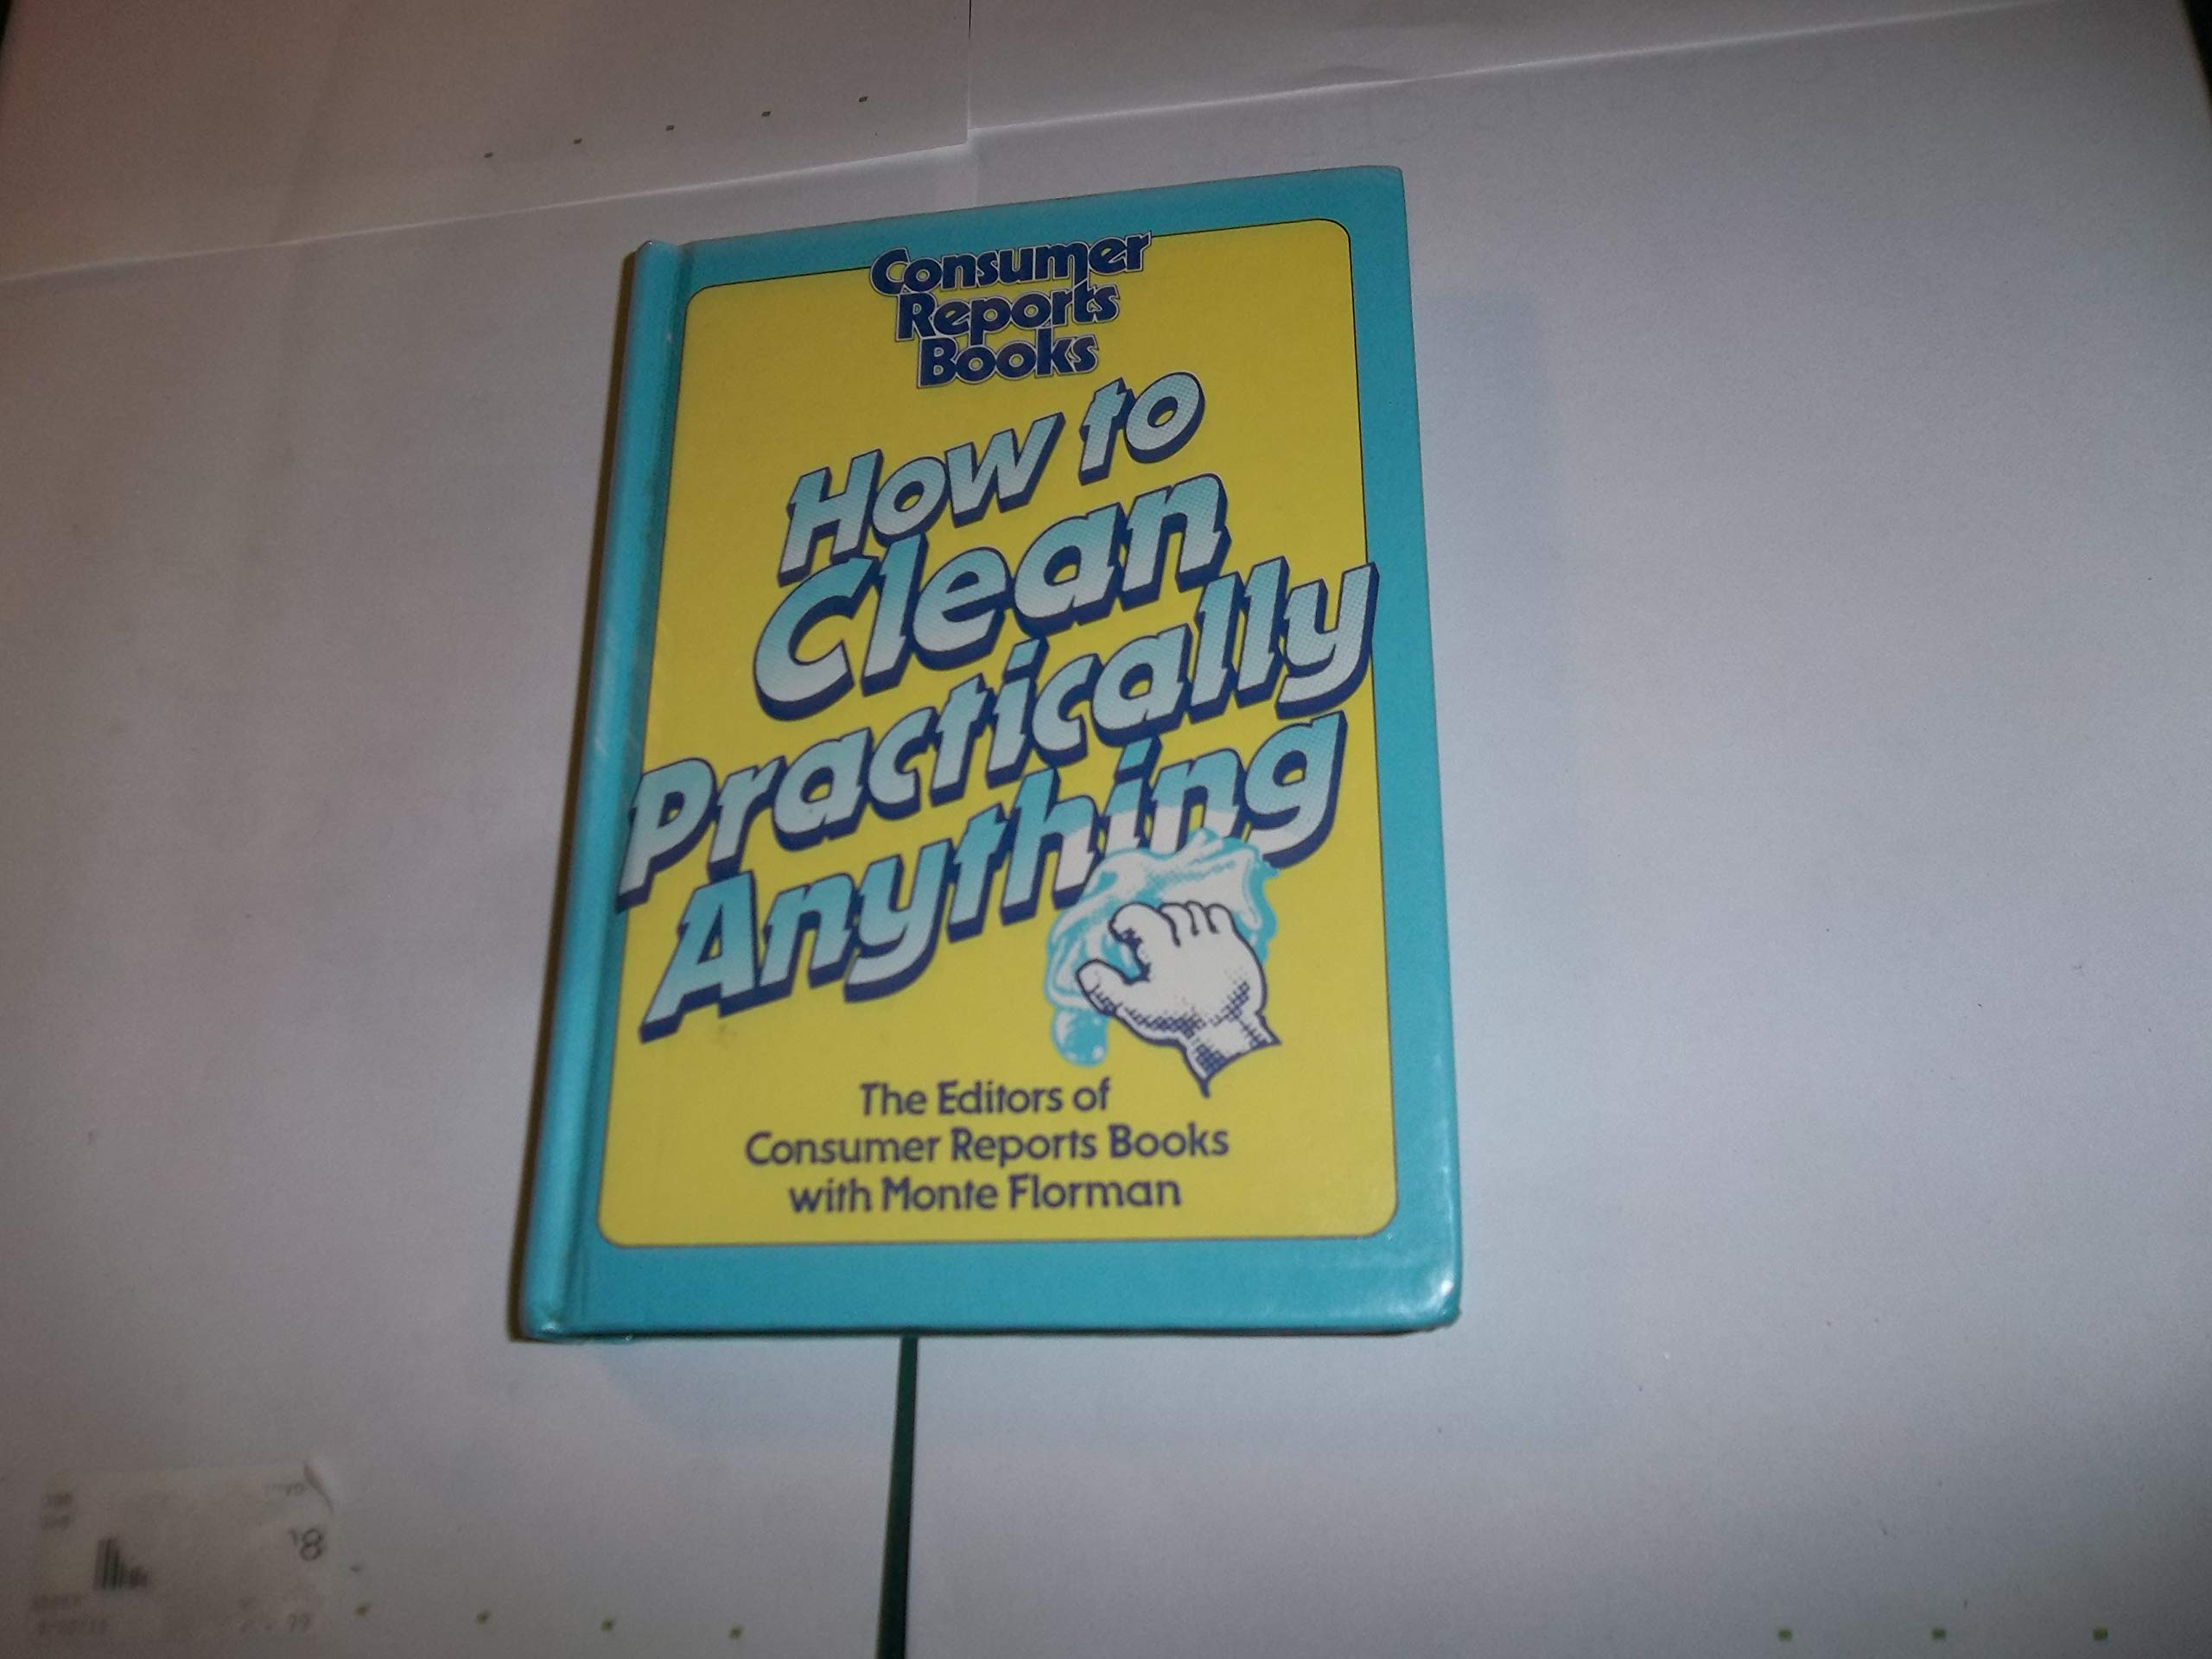 Consumer
Reports
Books
How to
Clean
Practically
Anything
The Editors of
Consumer Reports Books
with Monte Florman